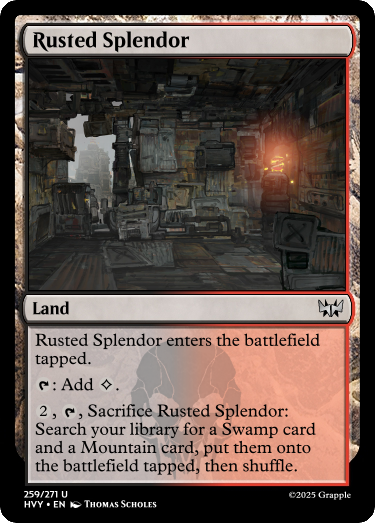 Rusted Splendor
Land
Rusted Splendor enters the battlefield
tapped.
: Add .
2 , , Sacrifice Rusted Splendor:
Search your library for a Swamp card
and a Mountain card, put them onto
the battlefield tapped, then shuffle.
259/271 U
HVY • EN Thomas Scholes
©2025 Grapple